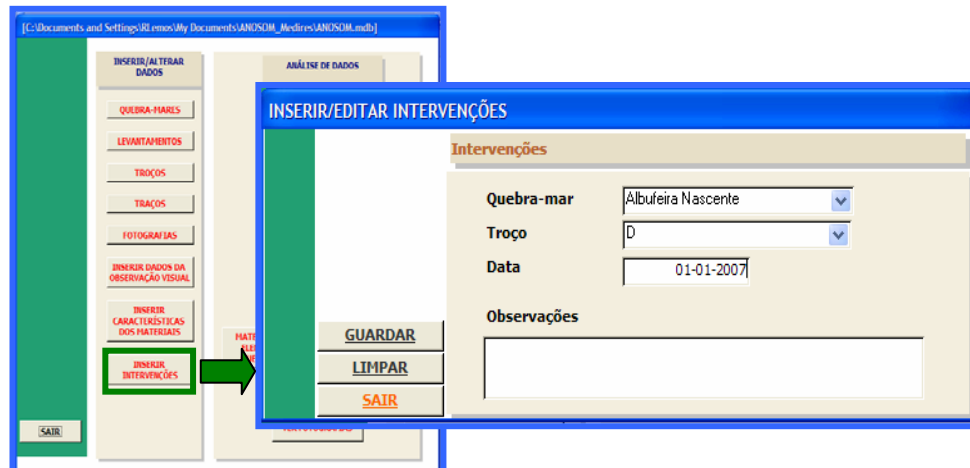 [C:\Documents and Settings\RLemos\My Documents\ANOSOM_Medires\ANOSOM.mdb]
INSERIR/ALTERAR
DADOS
QUEBRA-MARES
LEVANTAMENTOS
TROÇOS
TRAÇOS
FOTOGRAFIAS
INSERIR DADOS DA
OBSERVAÇÃO VISUAL
INSERIR
CARACTERÍSTICAS
DOS MATERIAIS
INSERIR
INTERVENÇÕES
SAIR
ANÁLISE DE DADOS
INSERIR/EDITAR INTERVENÇÕES
Intervenções
Quebra-mar Albufeira Nascente
Troço D
Data 01-01-2007
Observações
GUARDAR
LIMPAR
SAIR